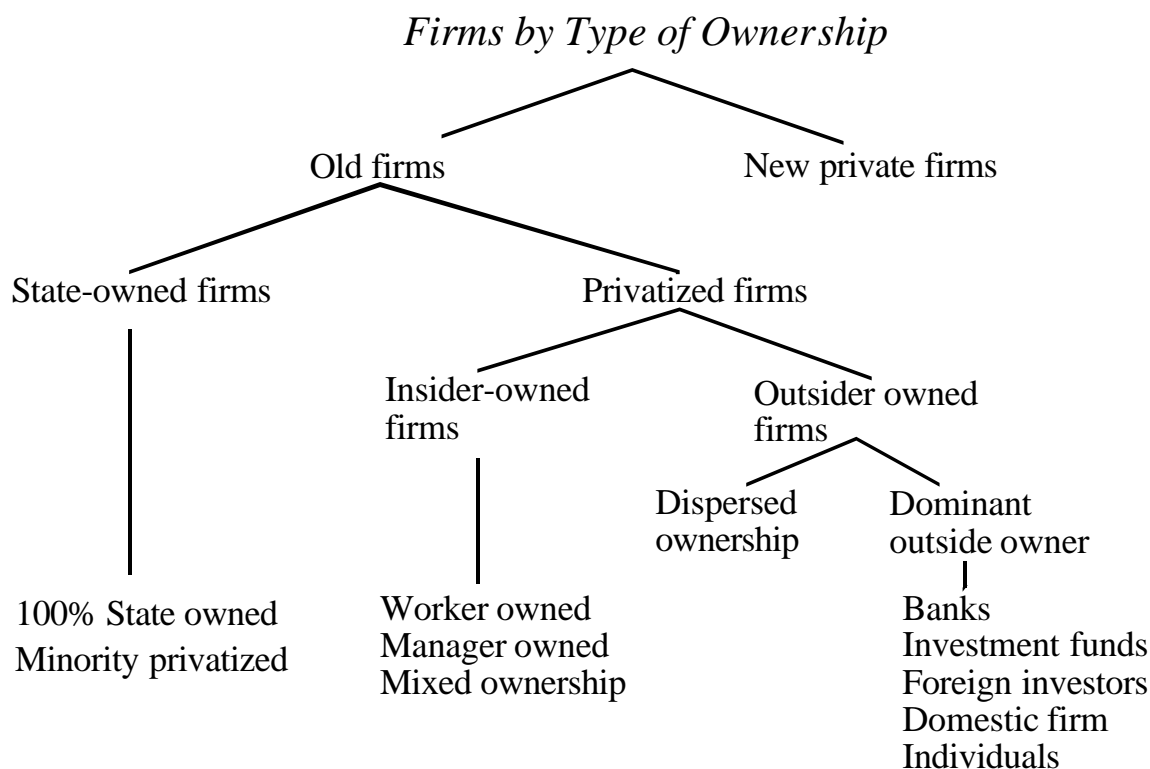 Firms by Type of Ownership
Old firms
New private firms
State-owned firms
Privatized firms
Insider-owned
firms
Outsider owned
firms
Dispersed
ownership
Dominant
outside owner
100% State owned
Minority privatized
Worker owned
Manager owned
Mixed ownership
Banks
Investment funds
Foreign investors
Domestic firm
Individuals